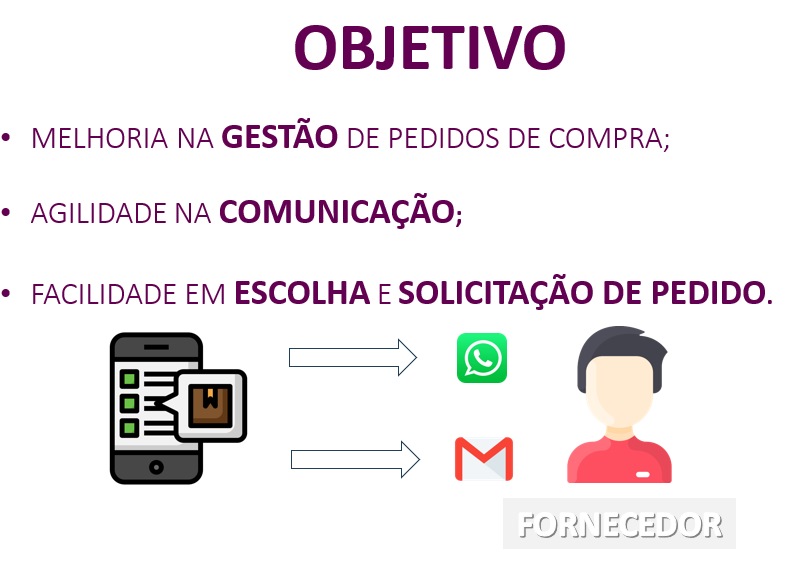 OBJETIVO
• MELHORIA NA GESTÃO DE PEDIDOS DE COMPRA;
• AGILIDADE NA COMUNICAÇÃO;
• FACILIDADE EM ESCOLHA E SOLICITAÇÃO DE PEDIDO.
FORNECEDOR